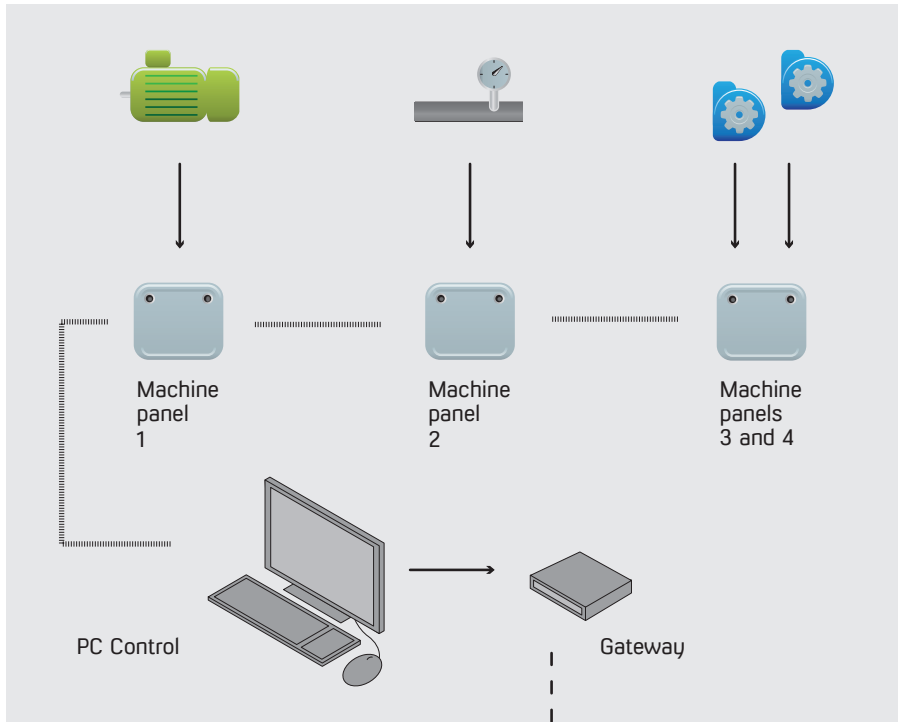 Machine
panel
1
Machine
panel
2
Machine
panels
3 and 4
PC Control
Gateway